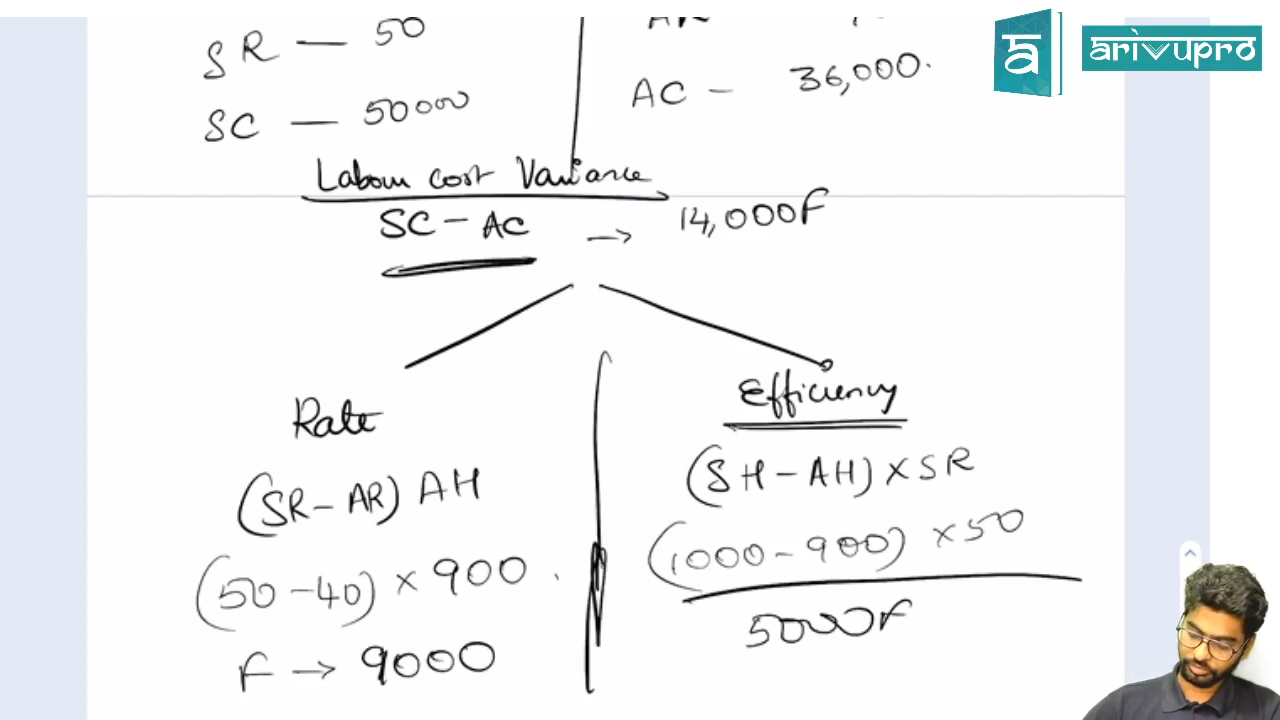 SR — 50
SC — 50000
AR
AC – 36,000.
ā arivupro
Labour cost Variance
SC – AC → 14,000F
Rate
(SR – AR) AH
(50 – 40) × 900
F → 9000
Efficiency
(SH – AH) × SR
(1000 – 900) × 50
5000F